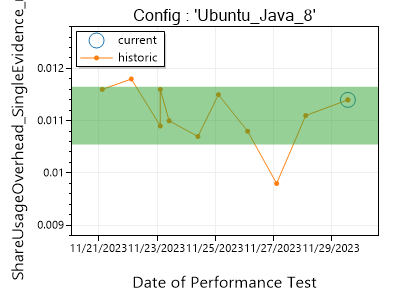 Config : 'Ubuntu_Java_8'
current
historic
ShareUsageOverhead_SingleEvidence_
0.012
0.011
0.01
0.009
11/21/2023
11/23/2023
11/25/2023
11/27/2023
11/29/2023
Date of Performance Test